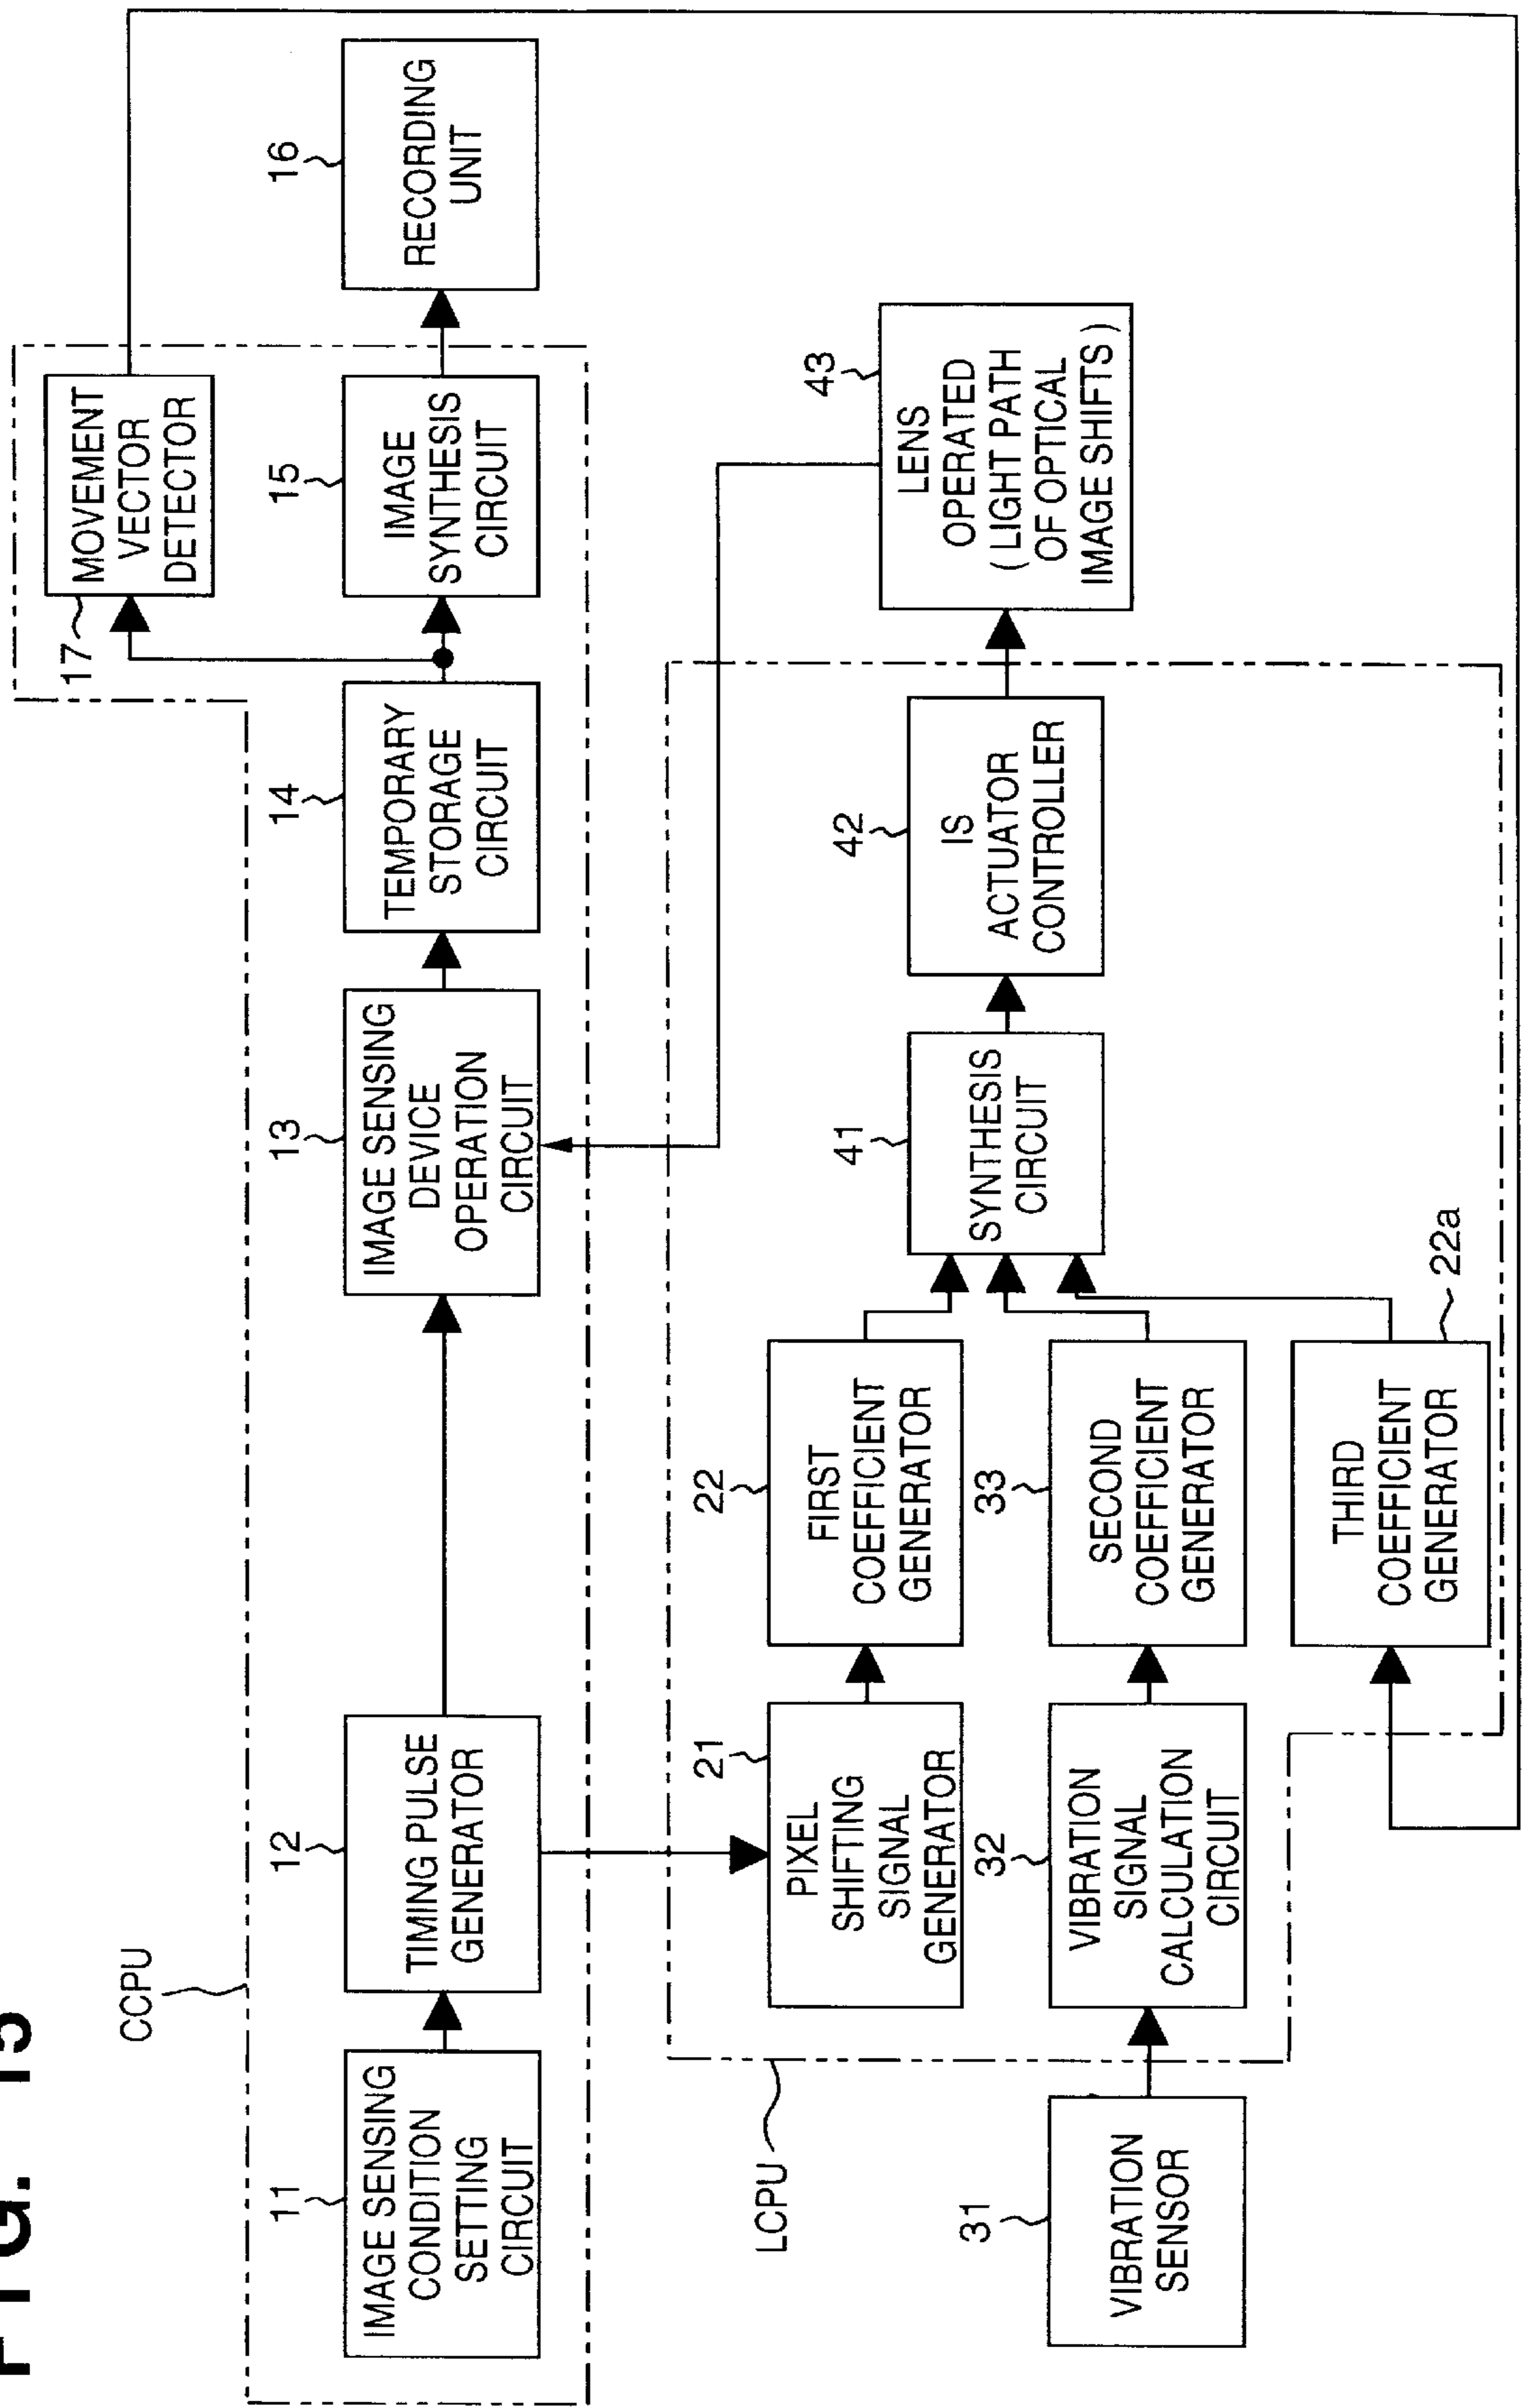 FIG. 15
CCPU
11
IMAGE SENSING
CONDITION
SETTING
CIRCUIT
12
TIMING PULSE
GENERATOR
13
IMAGE SENSING
DEVICE
OPERATION
CIRCUIT
14
TEMPORARY
STORAGE
CIRCUIT
17
MOVEMENT
VECTOR
DETECTOR
15
IMAGE
SYNTHESIS
CIRCUIT
16
RECORDING
UNIT
LCPU
21
PIXEL
SHIFTING
SIGNAL
GENERATOR
22
FIRST
COEFFICIENT
GENERATOR
31
VIBRATION
SENSOR
32
VIBRATION
SIGNAL
CALCULATION
CIRCUIT
33
SECOND
COEFFICIENT
GENERATOR
THIRD
COEFFICIENT
GENERATOR
22a
41
SYNTHESIS
CIRCUIT
42
IS
ACTUATOR
CONTROLLER
43
LENS
OPERATED
( LIGHT PATH
OF OPTICAL
IMAGE SHIFTS )